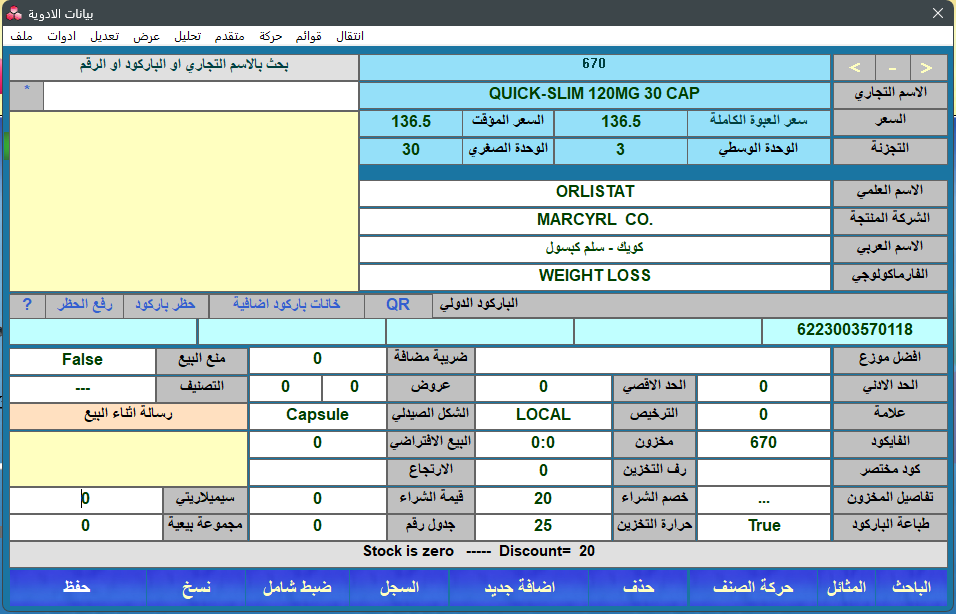 بيانات الادوية
ملف ادوات تعديل عرض تحليل متقدم حركة قوائم انتقال
بحث بالاسم التجاري او الباركود او الرقم
*
670
< - >
الاسم التجاري QUICK-SLIM 120MG 30 CAP
السعر سعر العبوة الكاملة 136.5 السعر المؤقت 136.5
التجزئة الوحدة الوسطي 3 الوحدة الصغري 30
الاسم العلمي ORLISTAT
الشركة المنتجة MARCYRL CO.
الاسم العربي كويك - سلم كبسول
الفارماكولوجي WEIGHT LOSS
الباركود الدولي QR خانات باركود اضافية حظر باركود رفع الحظر ?
6223003570118
افضل موزع ضريبة مضافة 0 منع البيع False
الحد الادني 0 الحد الاقصي 0 عروض 0 0 التصنيف ---
علامة 0 الترخيص LOCAL الشكل الصيدلي Capsule رسالة اثناء البيع
الفايكود 670 مخزون 0:0 البيع الافتراضي 0
كود مختصر رف التخزين 0 الارتجاع
تفاصيل المخزون ... خصم الشراء 20 قيمة الشراء 0 سيميلاريتي 0
طباعة الباركود True حرارة التخزين 25 جدول رقم 0 مجموعة بيعية 0
Stock is zero ----- Discount= 20
الباحث المثائل حركة الصنف حذف اضافة جديد السجل ضبط شامل نسخ حفظ